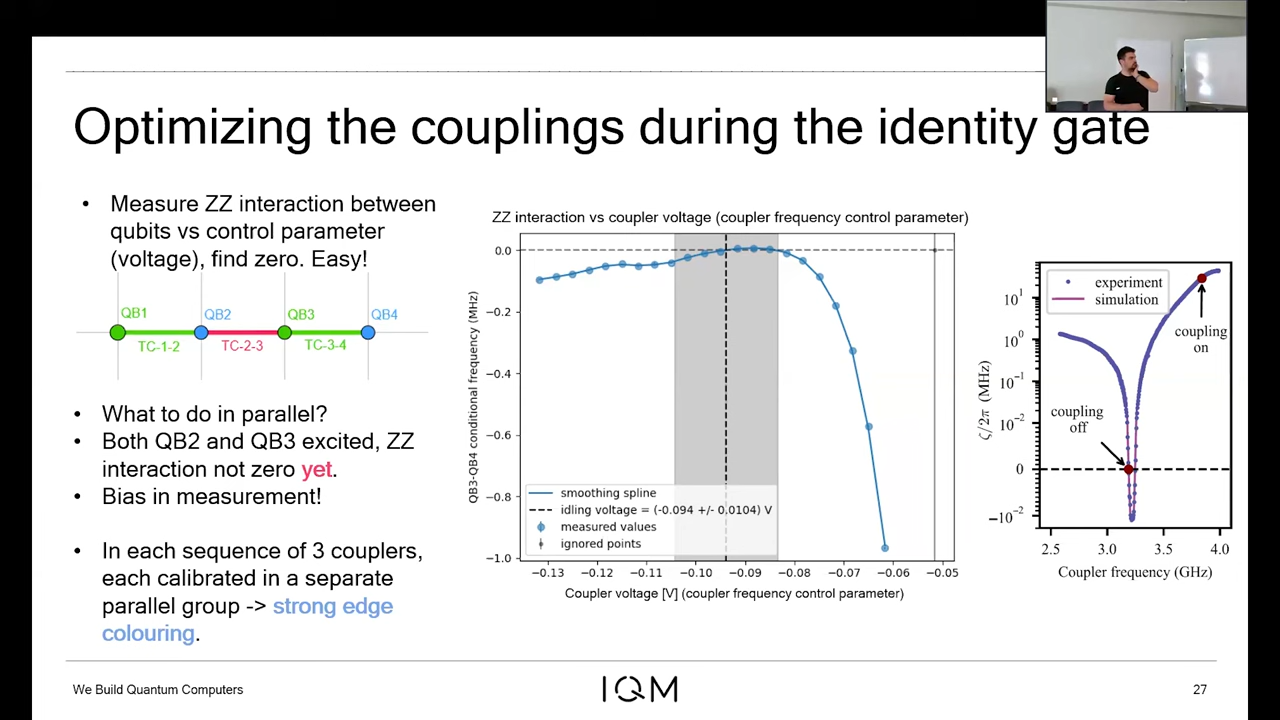 Optimizing the couplings during the identity gate
• Measure ZZ interaction between
qubits vs control parameter
(voltage), find zero. Easy!
QB1
QB2
QB3
QB4
TC-1-2
TC-2-3
TC-3-4
• What to do in parallel?
• Both QB2 and QB3 excited, ZZ
interaction not zero yet.
• Bias in measurement!
• In each sequence of 3 couplers,
each calibrated in a separate
parallel group -> strong edge
colouring.
ZZ interaction vs coupler voltage (coupler frequency control parameter)
QB3-QB4 conditional frequency (MHz)
0.0
−0.2
−0.4
−0.6
−0.8
−1.0
smoothing spline
idling voltage = (-0.094 +/- 0.0104) V
measured values
ignored points
−0.13
−0.12
−0.11
−0.10
−0.09
−0.08
−0.07
−0.06
−0.05
Coupler voltage [V] (coupler frequency control parameter)
experiment
simulation
coupling
on
coupling
off
ζ/2π (MHz)
10¹
10⁰
10⁻¹
10⁻²
0
−10⁻²
2.5
3.0
3.5
4.0
Coupler frequency (GHz)
We Build Quantum Computers
IQM
27